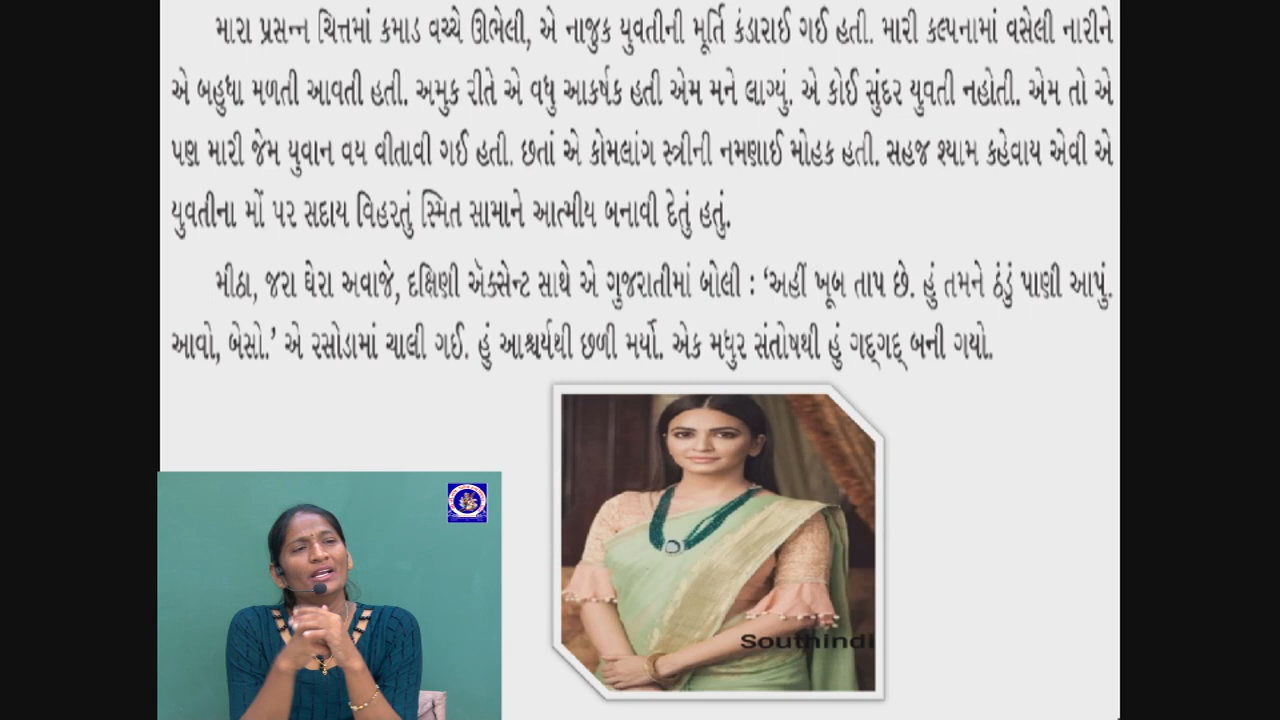 મારા પ્રસન્ન ચિત્તમાં કમાડ વચ્ચે ઊભેલી, એ નાજુક યુવતીની મૂર્તિ કંડારાઈ ગઈ હતી. મારી કલ્પનામાં વસેલી નારીને
એ બહુધા મળતી આવતી હતી. અમુક રીતે એ વધુ આકર્ષક હતી એમ મને લાગ્યું. એ કોઈ સુંદર યુવતી નહોતી. એમ તો એ
પણ મારી જેમ યુવાન વય વીતાવી ગઈ હતી. છતાં એ કોમલાંગ સ્ત્રીની નમણાઈ મોહક હતી. સહજ શ્યામ કહેવાય એવી એ
યુવતીના મોં પર સદાય વિહરતું સ્મિત સામાને આત્મીય બનાવી દેતું હતું.
મીઠા, જરા ઘેરા અવાજે, દક્ષિણી ઍક્સેન્ટ સાથે એ ગુજરાતીમાં બોલી : ‘અહીં ખૂબ તાપ છે. હું તમને ઠંડું પાણી આપું.
આવો, બેસો.’ એ રસોડામાં ચાલી ગઈ. હું આશ્ચર્યથી છળી મર્યો. એક મધુર સંતોષથી હું ગદ્‌ગદ્ બની ગયો.
Southindi